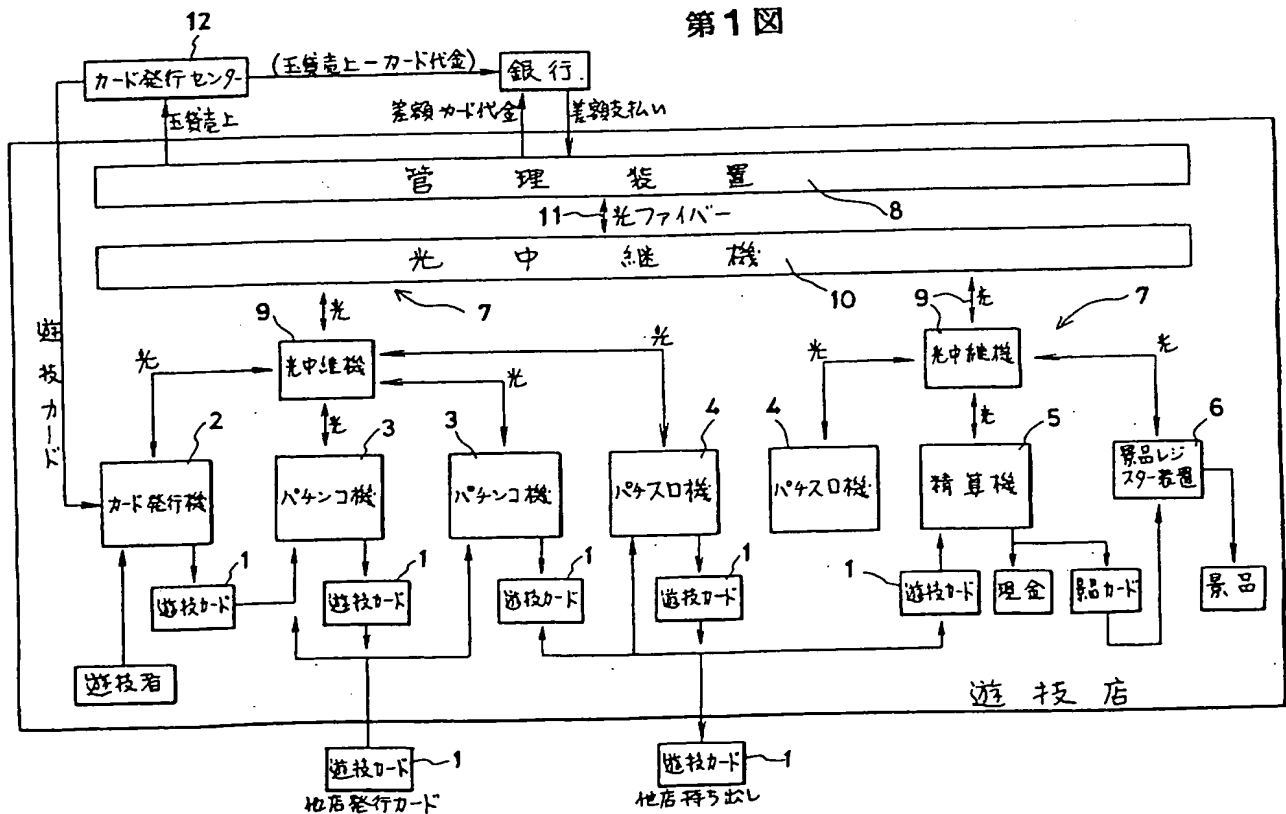 第1図
12
カード発行センター
(玉貸売上ーカード代金)
銀行
玉貸売上
差額カード代金
差額支払い
管理装置
8
11
光ファイバー
光中継機
10
7
9
光
9
光
7
遊技カード
光
光中継機
光
光
光
光中継機
光
2
光
3
3
4
4
光
5
6
カード発行機
パチンコ機
パチンコ機
パチスロ機
パチスロ機
精算機
景品レジ
スター装置
1
遊技カード
1
遊技カード
1
遊技カード
1
遊技カード
1
遊技カード
現金
景品カード
景品
遊技者
遊技店
遊技カード
1
他店発行カード
遊技カード
1
他店持ち出し